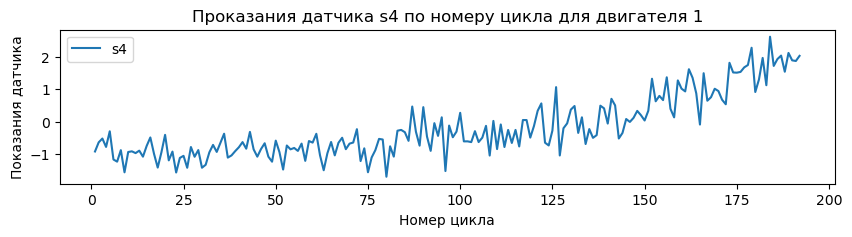 Проказания датчика s4 по номеру цикла для двигателя 1
s4
Показания датчика
2
1
0
−1
0 25 50 75 100 125 150 175 200
Номер цикла